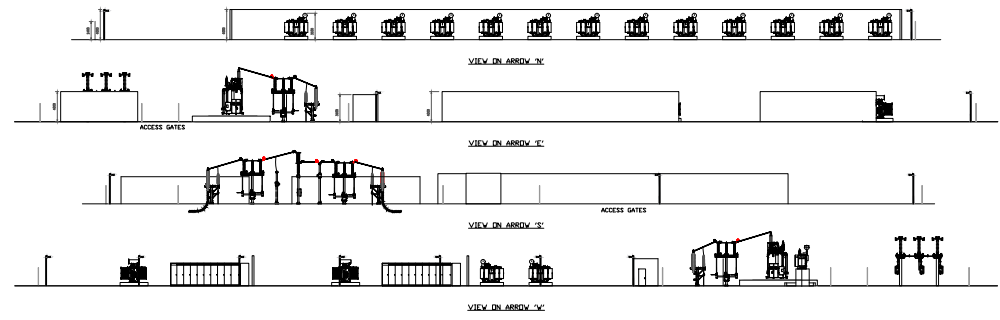 VIEW ON ARROW 'N'
ACCESS GATES
VIEW ON ARROW 'E'
ACCESS GATES
VIEW ON ARROW 'S'
VIEW ON ARROW 'W'